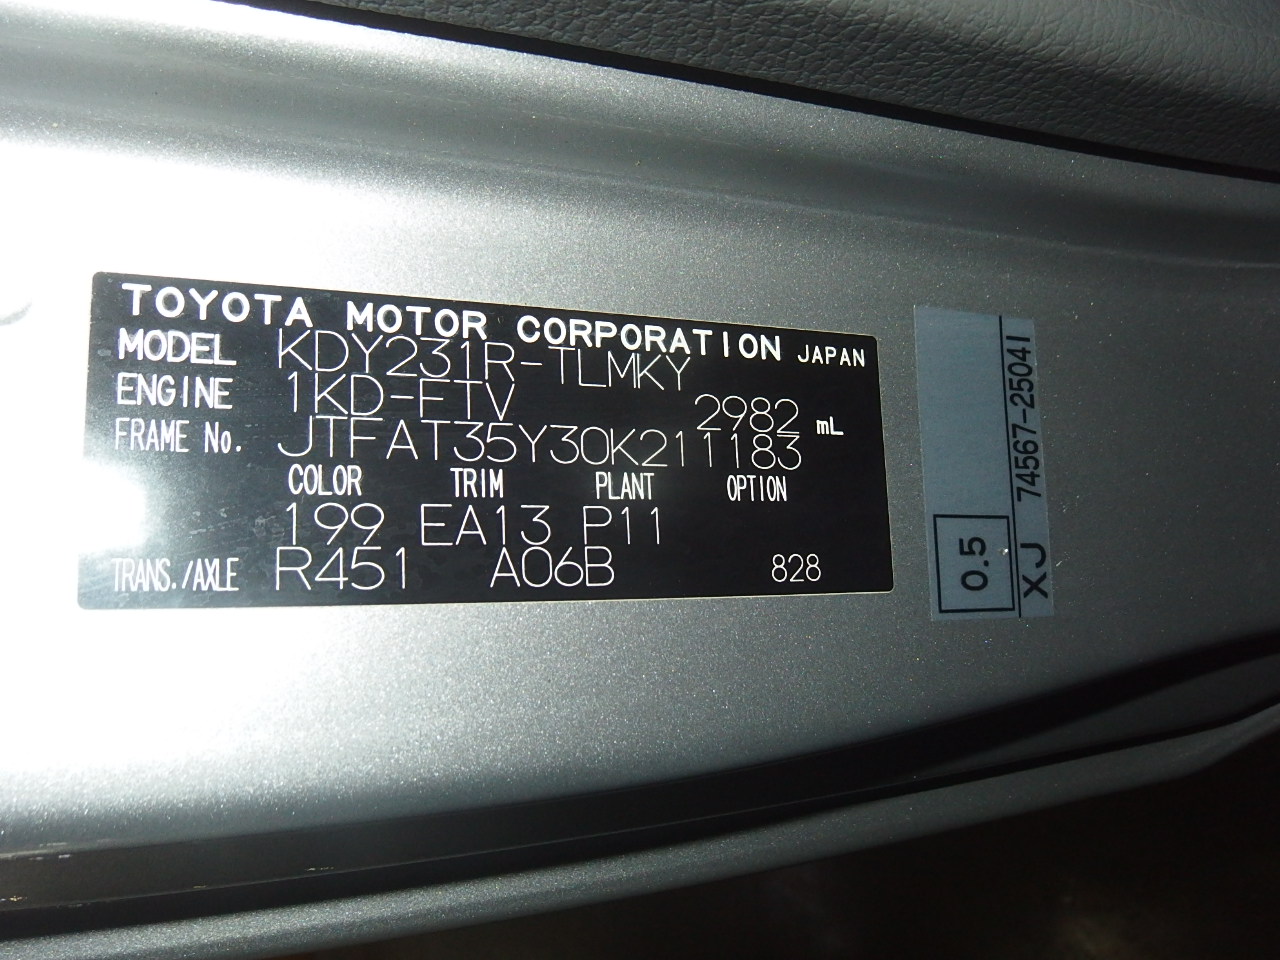 TOYOTA MOTOR CORPORATION JAPAN
MODEL KDY231R-TLMKY
ENGINE 1KD-FTV 2982 mL
FRAME No. JTFAT35Y30K211183
COLOR TRIM PLANT OPTION
199 EA13 P11
TRANS./AXLE R451 A06B 828
0.5
XJ 74567-25041